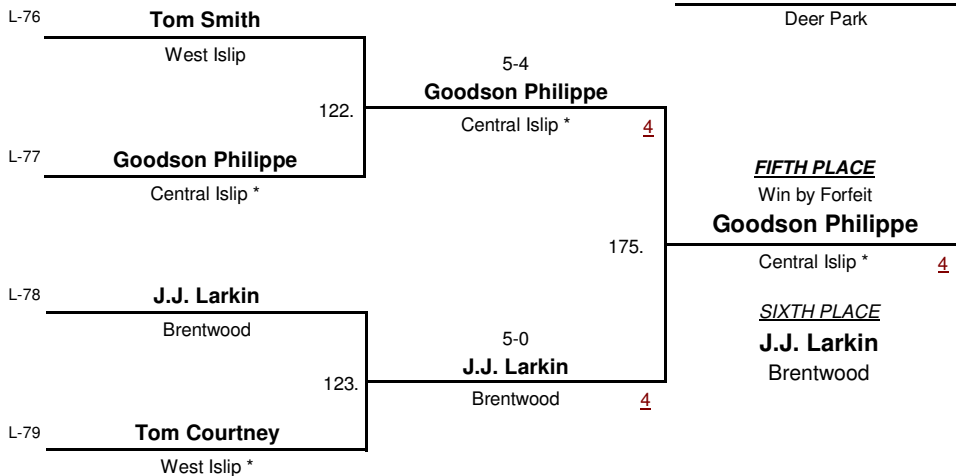 L-76 Tom Smith
Deer Park
West Islip
5-4
122. Goodson Philippe
Central Islip * 4
L-77 Goodson Philippe
Central Islip *
FIFTH PLACE
Win by Forfeit
Goodson Philippe
175.
Central Islip * 4
L-78 J.J. Larkin
Brentwood
SIXTH PLACE
5-0
J.J. Larkin
J.J. Larkin
Brentwood
123.
Brentwood 4
L-79 Tom Courtney
West Islip *